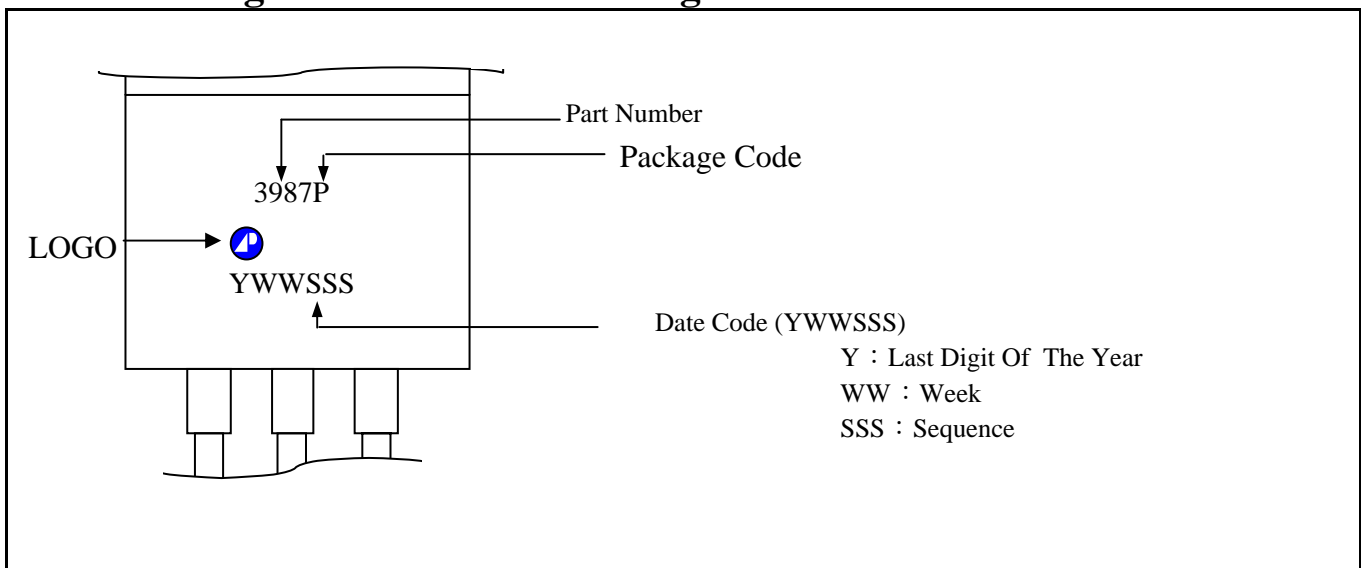 Part Number
Package Code
3987P
LOGO
YWWSSS
Date Code (YWWSSS)
Y：Last Digit Of The Year
WW：Week
SSS：Sequence